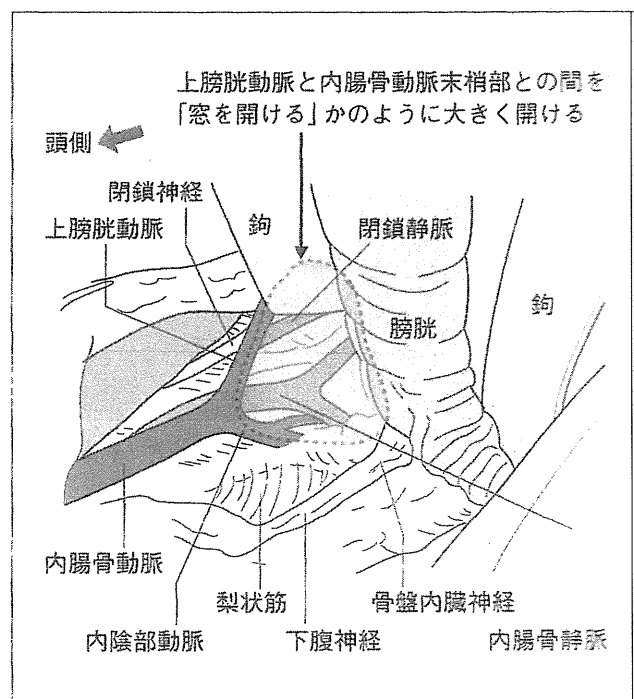 上膀胱動脈と内腸骨動脈末梢部との間を
「窓を開ける」かのように大きく開ける
頭側
閉鎖神経
上膀胱動脈
鉤
閉鎖静脈
膀胱
鉤
内腸骨動脈
梨状筋
骨盤内臓神経
内陰部動脈
下腹神経
内腸骨静脈